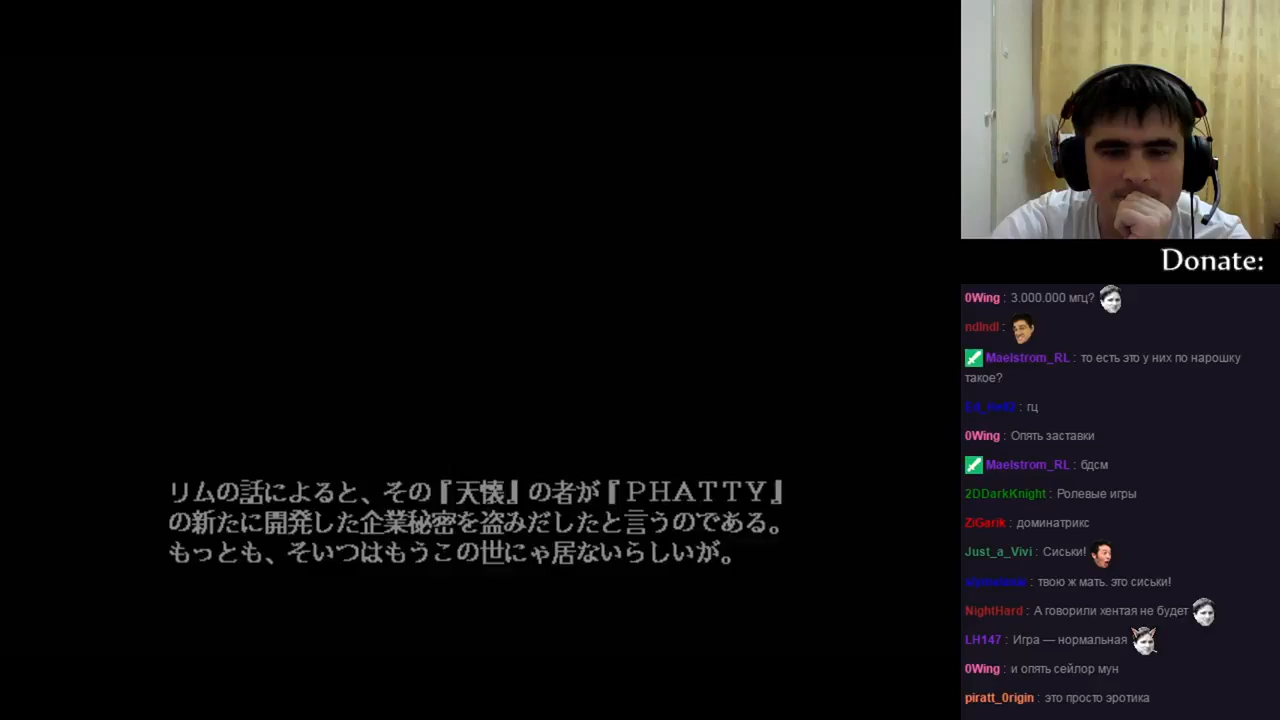 リムの話によると、その『天懐』の者が『ＰＨＡＴＴＹ』
の新たに開発した企業秘密を盗みだしたと言うのである。
もっとも、そいつはもうこの世にゃ居ないらしいが。
Donate:
0Wing : 3.000.000 мгц?
ndlndl :
Maelstrom_RL : то есть это у них по нарошку
такое?
: гц
0Wing : Опять заставки
Maelstrom_RL : бдсм
2DDarkKnight : Ролевые игры
ZiGarik : доминатрикс
Just_a_Vivi : Сиськи!
: твою ж мать. это сиськи!
NightHard : А говорили хентая не будет
LH147 : Игра — нормальная
0Wing : и опять сейлор мун
piratt_0rigin : это просто эротика